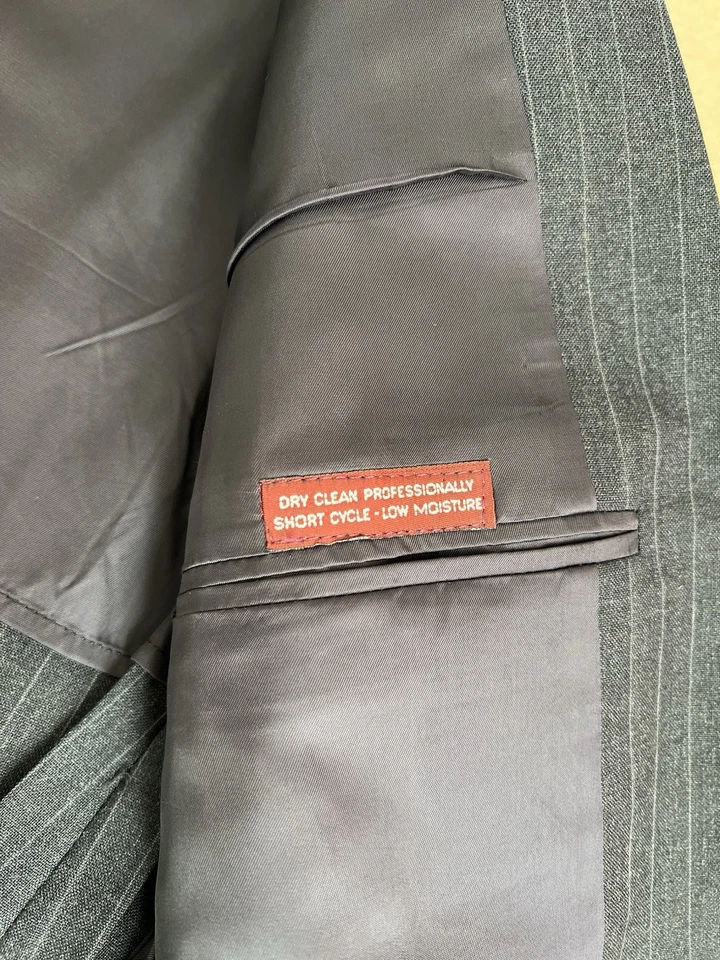 DRY CLEAN PROFESSIONALLY
SHORT CYCLE - LOW MOISTURE